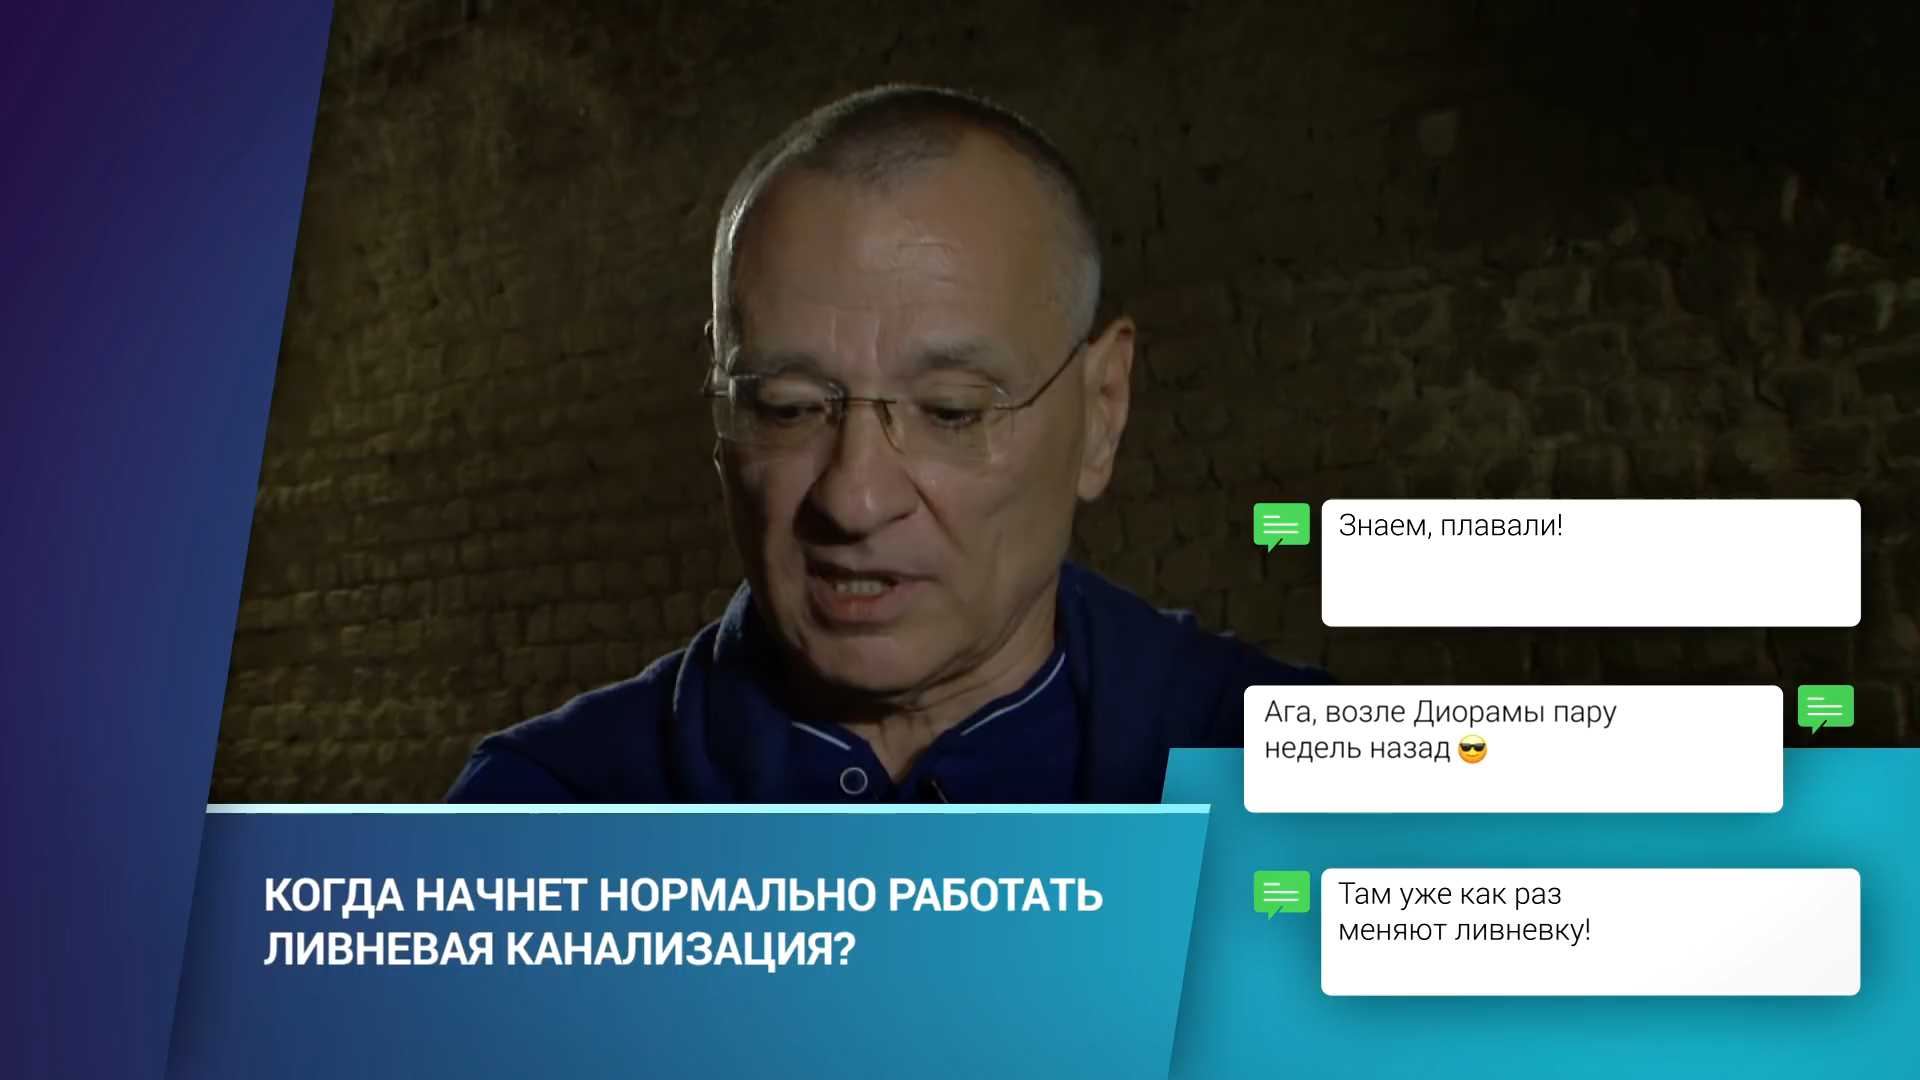 Знаем, плавали!
Ага, возле Диорамы пару
недель назад 😎
КОГДА НАЧНЕТ НОРМАЛЬНО РАБОТАТЬ
ЛИВНЕВАЯ КАНАЛИЗАЦИЯ?
Там уже как раз
меняют ливневку!